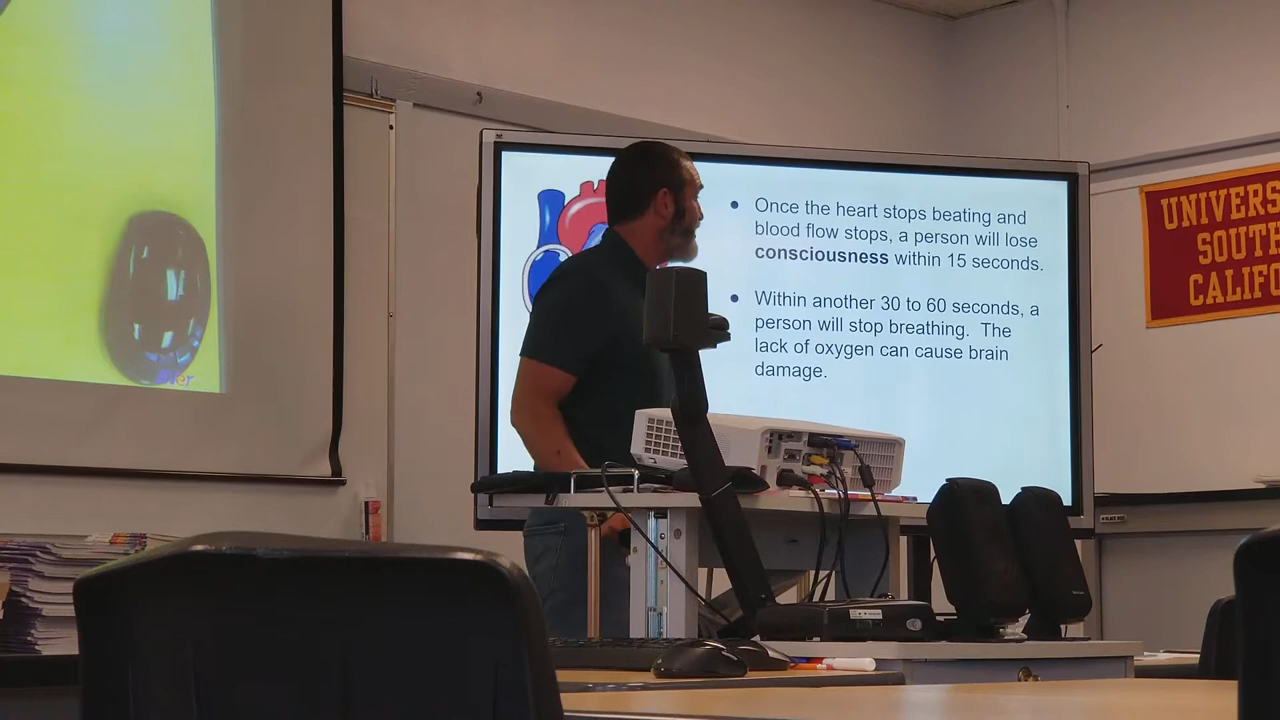 Once the heart stops beating and
blood flow stops, a person will lose
consciousness within 15 seconds.
Within another 30 to 60 seconds, a
person will stop breathing. The
lack of oxygen can cause brain
damage.
UNIVERS
SOUTH
CALIFO